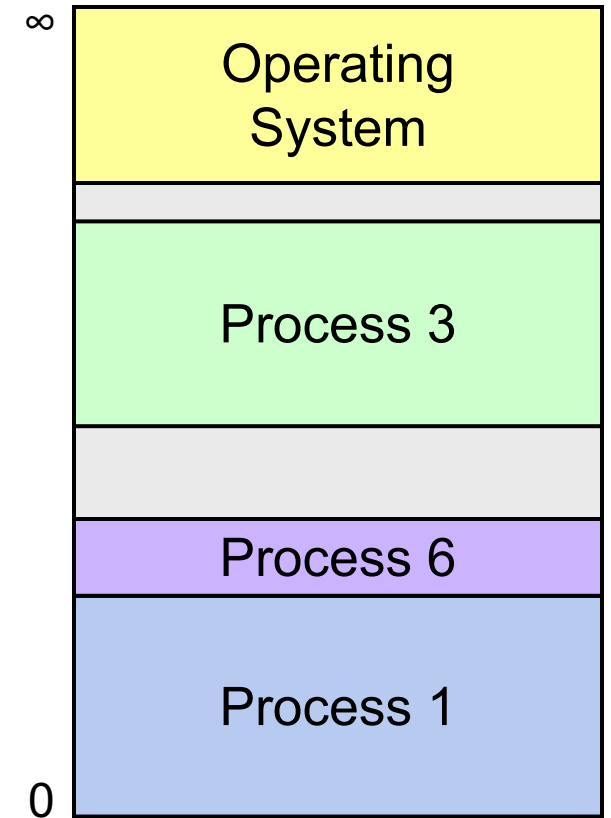 ∞
Operating
System
Process 3
Process 6
Process 1
0